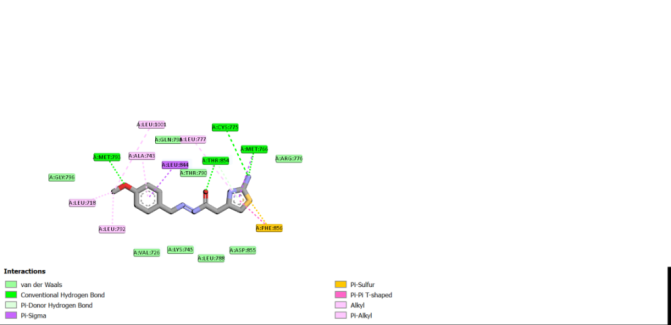 A:LEU:1001
A:CYS:775
A:GLN:791
A:LEU:777
A:MET:793
A:ALA:743
A:MET:766
A:LEU:844
A:THR:854
A:ARG:776
A:THR:790
A:GLY:796
A:LEU:718
A:LEU:792
A:PHE:856
A:VAL:726
A:LYS:745
A:ASP:855
A:LEU:788
Interactions
van der Waals
Conventional Hydrogen Bond
Pi-Donor Hydrogen Bond
Pi-Sigma
Pi-Sulfur
Pi-Pi T-shaped
Alkyl
Pi-Alkyl